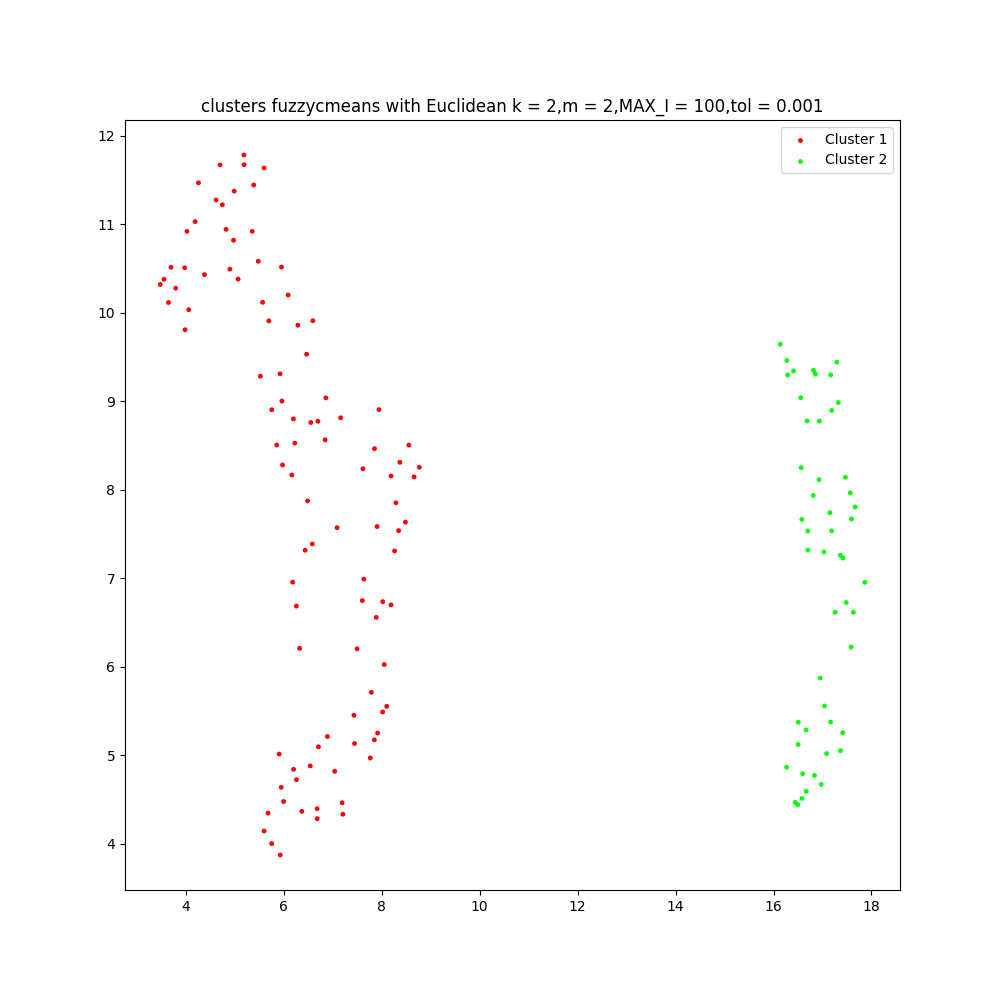 clusters fuzzycmeans with Euclidean k = 2,m = 2,MAX_I = 100,tol = 0.001
Cluster 1
Cluster 2
12
11
10
9
8
7
6
5
4
4 6 8 10 12 14 16 18